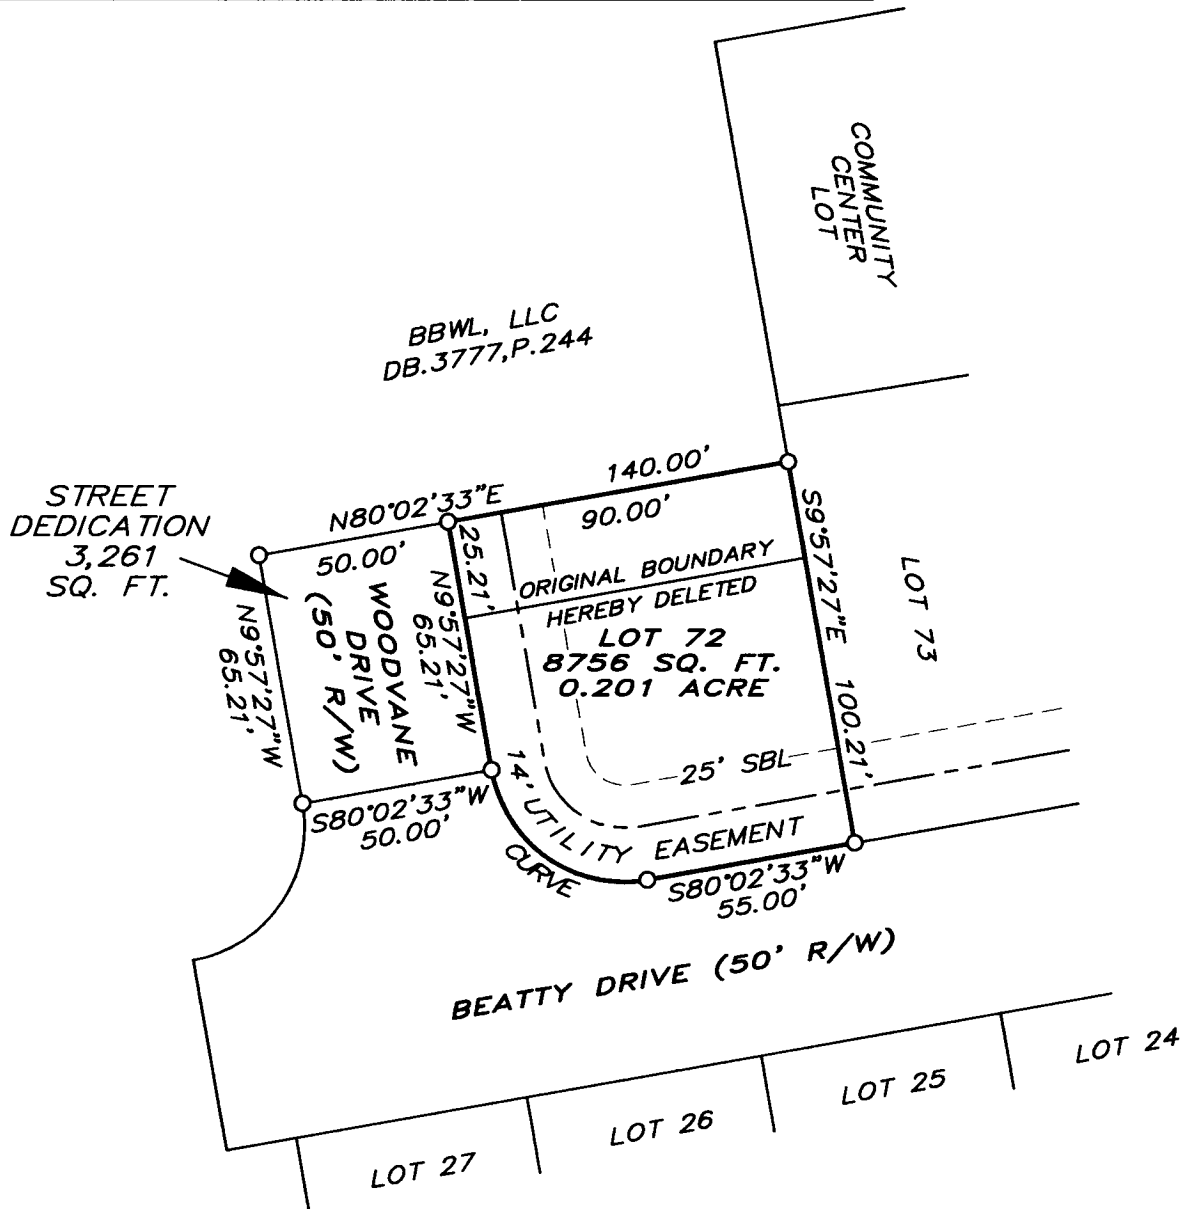 COMMUNITY
CENTER
LOT
BBWL, LLC
DB.3777,P.244
140.00'
N80°02'33"E
90.00'
50.00'
STREET
DEDICATION
3,261
SQ. FT.
25.21'
ORIGINAL BOUNDARY
HEREBY DELETED
LOT 72
8756 SQ. FT.
0.201 ACRE
S9°57'27"E 100.21'
LOT 73
N9°57'27"W
65.21'
WOODVANE
DRIVE
(50' R/W)
N9°57'27"W
65.21'
25' SBL
14' UTILITY EASEMENT
S80°02'33"W
50.00'
CURVE
S80°02'33"W
55.00'
BEATTY DRIVE (50' R/W)
LOT 24
LOT 25
LOT 26
LOT 27